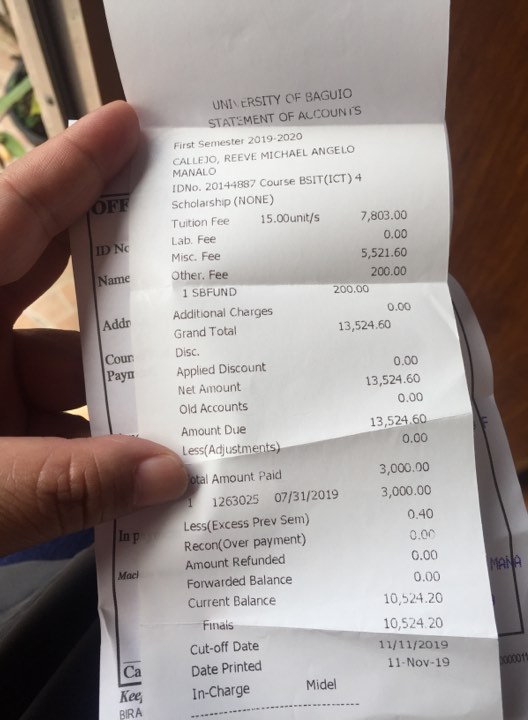 UNIVERSITY OF BAGUIO
STATEMENT OF ACCOUNTS
First Semester 2019-2020
CALLEJO, REEVE MICHAEL ANGELO
MANALO
IDNo. 20144887 Course BSIT(ICT) 4
Scholarship (NONE)
Tuition Fee 15.00unit/s 7,803.00
Lab. Fee 0.00
Misc. Fee 5,521.60
Other. Fee 200.00
1 SBFUND 200.00
Additional Charges 0.00
Grand Total 13,524.60
Disc.
Applied Discount 0.00
Net Amount 13,524.60
Old Accounts 0.00
Amount Due 13,524.60
Less(Adjustments) 0.00
otal Amount Paid 3,000.00
1 1263025 07/31/2019 3,000.00
Less(Excess Prev Sem) 0.40
Recon(Over payment) 0.00
Amount Refunded 0.00
Forwarded Balance 0.00
Current Balance 10,524.20
Finals 10,524.20
Cut-off Date 11/11/2019
Date Printed 11-Nov-19
In-Charge Midel
OFF
ID No
Name
Addr
Cour
Paym
In p
Maci
Ca
Kee
BIRA
MANA